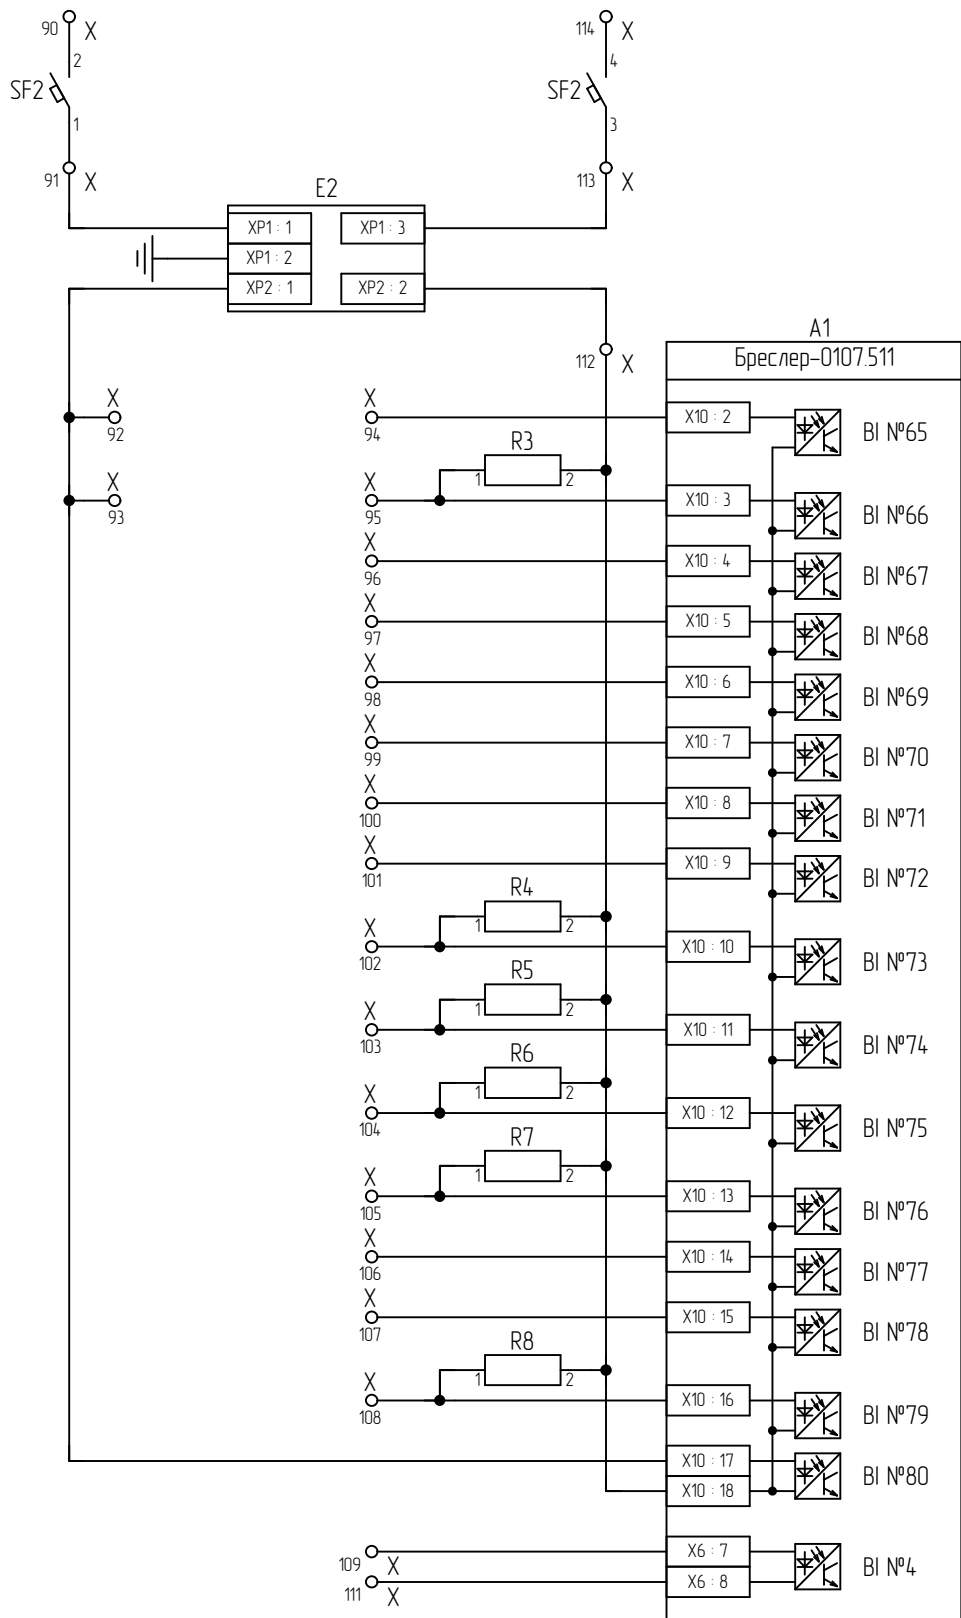 90 X
114 X
2
4
SF2
SF2
1
3
91 X
113 X
E2
XP1 : 1
XP1 : 3
XP1 : 2
XP2 : 1
XP2 : 2
112 X
A1
Бреслер-0107.511
X
92
X
94
X10 : 2
BI №65
R3
1 2
X
93
X
95
X10 : 3
BI №66
X
96
X10 : 4
BI №67
X
97
X10 : 5
BI №68
X
98
X10 : 6
BI №69
X
99
X10 : 7
BI №70
X
100
X10 : 8
BI №71
X
101
X10 : 9
BI №72
R4
1 2
X
102
X10 : 10
BI №73
R5
1 2
X
103
X10 : 11
BI №74
R6
1 2
X
104
X10 : 12
BI №75
R7
1 2
X
105
X10 : 13
BI №76
X
106
X10 : 14
BI №77
X
107
X10 : 15
BI №78
R8
1 2
X
108
X10 : 16
BI №79
X10 : 17
X10 : 18
BI №80
109 X
X6 : 7
111 X
X6 : 8
BI №4